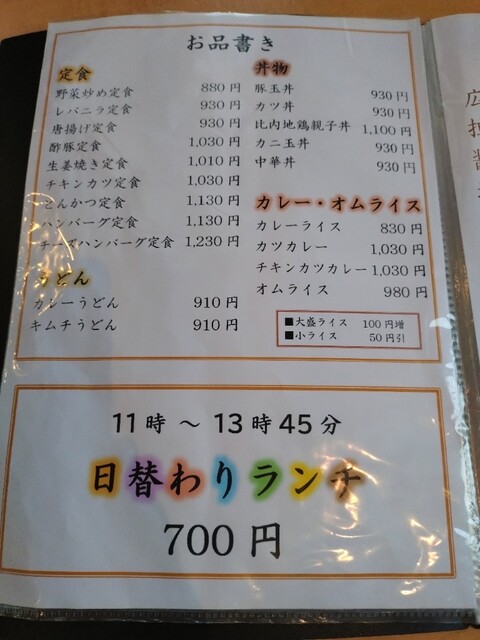 お品書き
定食
野菜炒め定食 880円
レバニラ定食 930円
唐揚げ定食 930円
酢豚定食 1,030円
生姜焼き定食 1,010円
チキンカツ定食 1,030円
とんかつ定食 1,130円
ハンバーグ定食 1,130円
チーズハンバーグ定食 1,230円
うどん
カレーうどん 910円
キムチうどん 910円
丼物
豚玉丼 930円
カツ丼 930円
比内地鶏親子丼 1,100円
カニ玉丼 930円
中華丼 930円
カレー・オムライス
カレーライス 830円
カツカレー 1,030円
チキンカツカレー 1,030円
オムライス 980円
■大盛ライス 100円増
■小ライス 50円引
11時～13時45分
日替わりランチ
700円
広